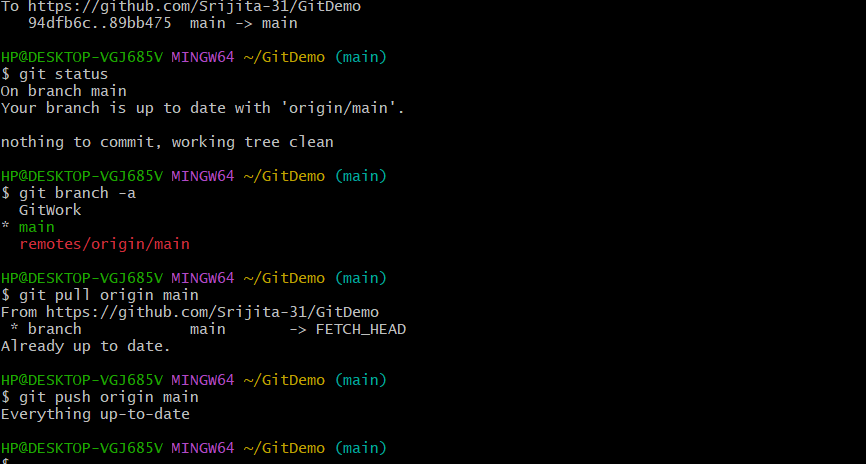 To https://github.com/Srijita-31/GitDemo
   94dfb6c..89bb475  main -> main
HP@DESKTOP-VGJ685V MINGW64 ~/GitDemo (main)
$ git status
On branch main
Your branch is up to date with 'origin/main'.
nothing to commit, working tree clean
HP@DESKTOP-VGJ685V MINGW64 ~/GitDemo (main)
$ git branch -a
  GitWork
* main
  remotes/origin/main
HP@DESKTOP-VGJ685V MINGW64 ~/GitDemo (main)
$ git pull origin main
From https://github.com/Srijita-31/GitDemo
 * branch            main       -> FETCH_HEAD
Already up to date.
HP@DESKTOP-VGJ685V MINGW64 ~/GitDemo (main)
$ git push origin main
Everything up-to-date
HP@DESKTOP-VGJ685V MINGW64 ~/GitDemo (main)
$